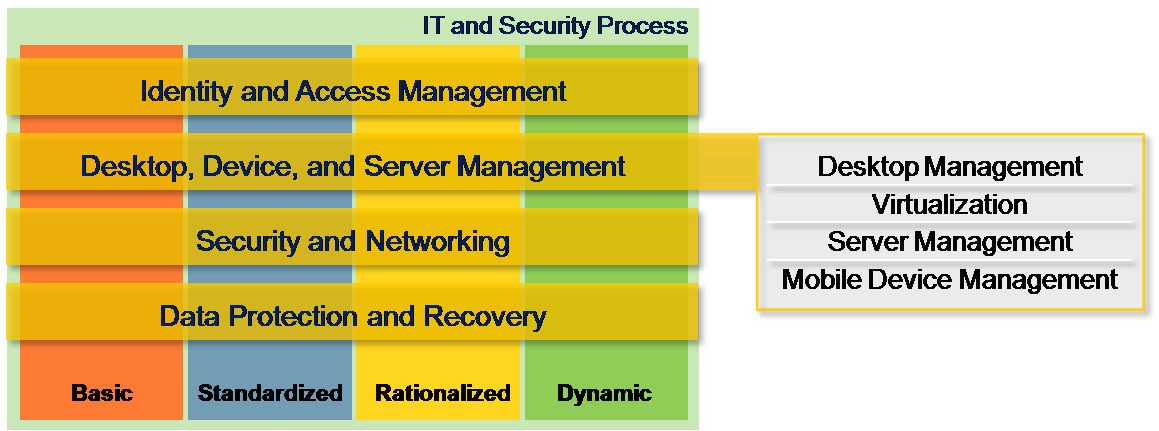 IT and Security Process
Identity and Access Management
Desktop, Device, and Server Management
Desktop Management
Virtualization
Server Management
Mobile Device Management
Security and Networking
Data Protection and Recovery
Basic
Standardized
Rationalized
Dynamic